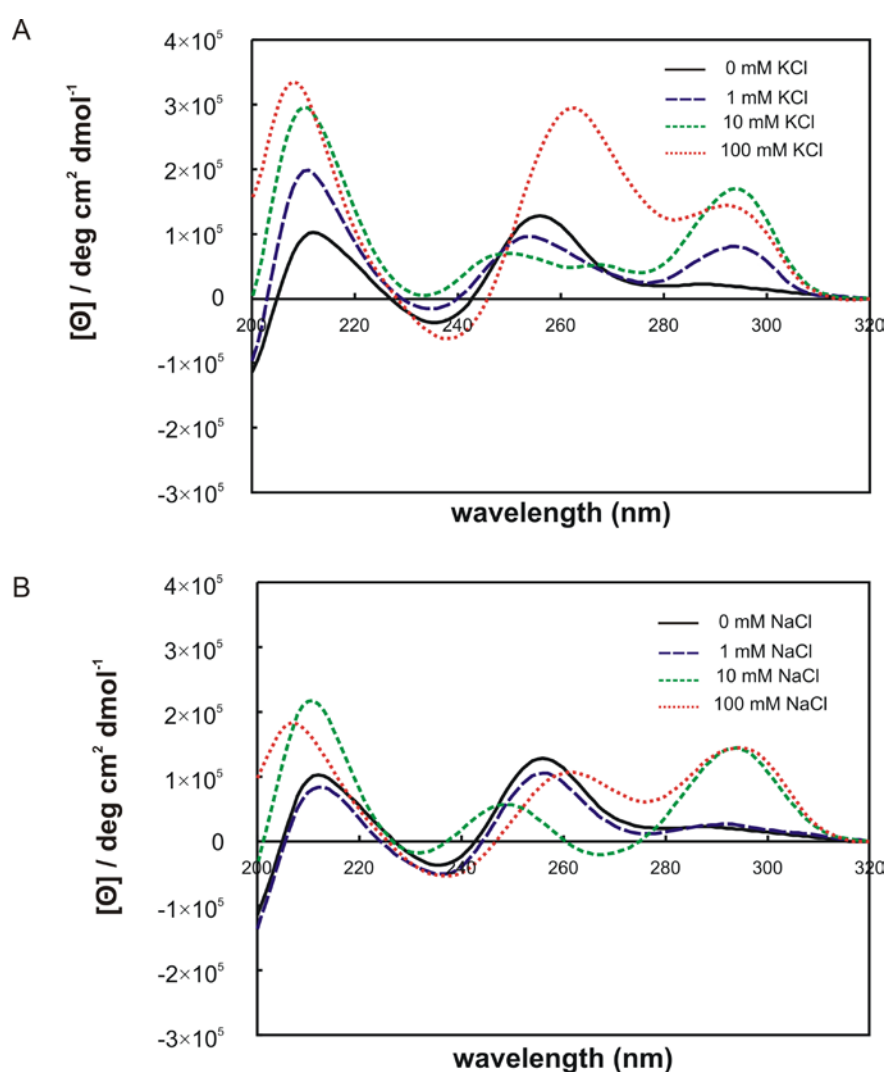 A
4×10⁵
3×10⁵
2×10⁵
1×10⁵
0
-1×10⁵
-2×10⁵
-3×10⁵
[Θ] / deg cm² dmol⁻¹
0 mM KCl
1 mM KCl
10 mM KCl
100 mM KCl
200 220 240 260 280 300 320
wavelength (nm)
B
4×10⁵
3×10⁵
2×10⁵
1×10⁵
0
-1×10⁵
-2×10⁵
-3×10⁵
[Θ] / deg cm² dmol⁻¹
0 mM NaCl
1 mM NaCl
10 mM NaCl
100 mM NaCl
200 220 240 260 280 300 320
wavelength (nm)